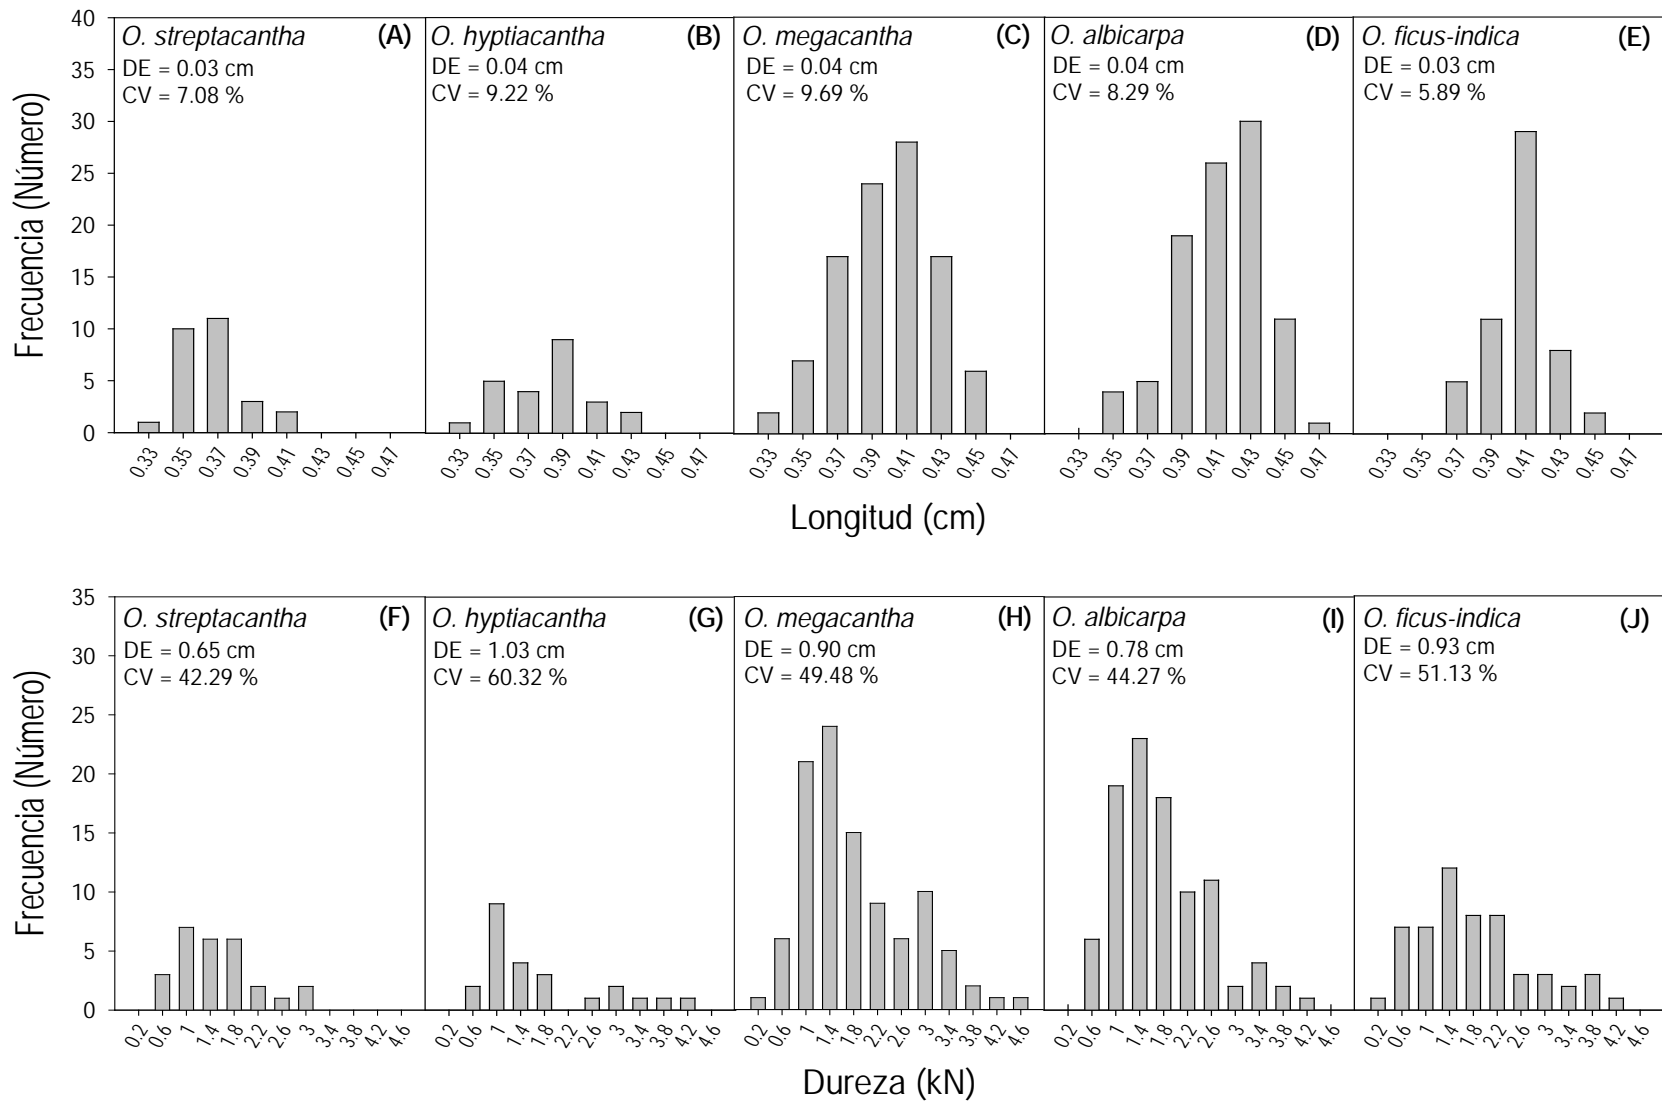 Frecuencia (Número)
40
35
30
25
20
15
10
5
0
O. streptacantha (A)
DE = 0.03 cm
CV = 7.08 %
O. hyptiacantha (B)
DE = 0.04 cm
CV = 9.22 %
O. megacantha (C)
DE = 0.04 cm
CV = 9.69 %
O. albicarpa (D)
DE = 0.04 cm
CV = 8.29 %
O. ficus-indica (E)
DE = 0.03 cm
CV = 5.89 %
0.33 0.35 0.37 0.39 0.41 0.43 0.45 0.47
0.33 0.35 0.37 0.39 0.41 0.43 0.45 0.47
0.33 0.35 0.37 0.39 0.41 0.43 0.45 0.47
0.33 0.35 0.37 0.39 0.41 0.43 0.45 0.47
0.33 0.35 0.37 0.39 0.41 0.43 0.45 0.47
Longitud (cm)
Frecuencia (Número)
35
30
25
20
15
10
5
0
O. streptacantha (F)
DE = 0.65 cm
CV = 42.29 %
O. hyptiacantha (G)
DE = 1.03 cm
CV = 60.32 %
O. megacantha (H)
DE = 0.90 cm
CV = 49.48 %
O. albicarpa (I)
DE = 0.78 cm
CV = 44.27 %
O. ficus-indica (J)
DE = 0.93 cm
CV = 51.13 %
0.2 0.6 1 1.4 1.8 2.2 2.6 3 3.4 3.8 4.2 4.6
0.2 0.6 1 1.4 1.8 2.2 2.6 3 3.4 3.8 4.2 4.6
0.2 0.6 1 1.4 1.8 2.2 2.6 3 3.4 3.8 4.2 4.6
0.2 0.6 1 1.4 1.8 2.2 2.6 3 3.4 3.8 4.2 4.6
0.2 0.6 1 1.4 1.8 2.2 2.6 3 3.4 3.8 4.2 4.6
Dureza (kN)